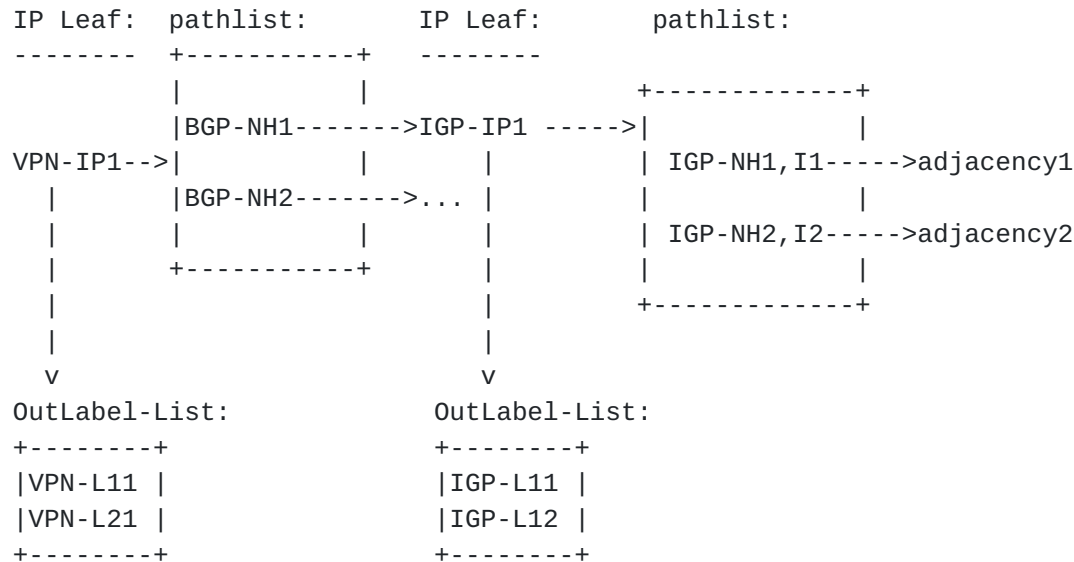 IP Leaf:  pathlist:       IP Leaf:        pathlist:
--------  +-----------+   --------
          |           |                 +-------------+
          |BGP-NH1------->IGP-IP1 ----->|             |
VPN-IP1-->|           |       |         | IGP-NH1,I1----->adjacency1
  |       |BGP-NH2------->... |         |             |
  |       |           |       |         | IGP-NH2,I2----->adjacency2
  |       +-----------+       |         |             |
  |                           |         +-------------+
  |                           |
  v                           v
OutLabel-List:             OutLabel-List:
+--------+                 +--------+
|VPN-L11 |                 |IGP-L11 |
|VPN-L21 |                 |IGP-L12 |
+--------+                 +--------+